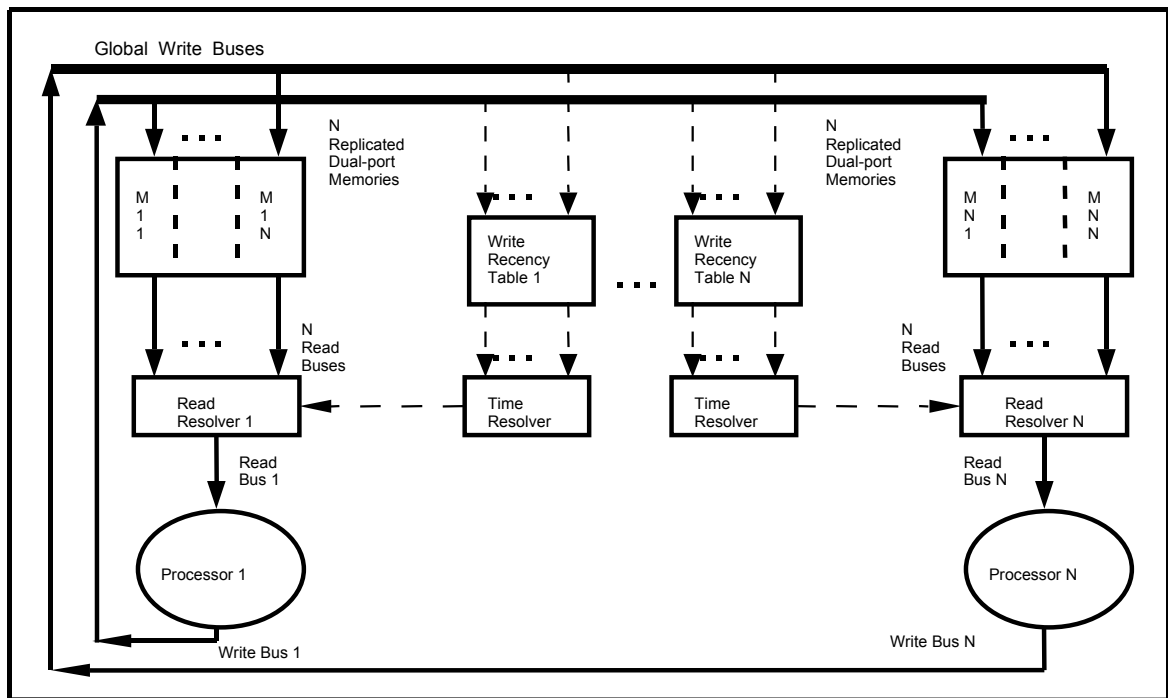 Global Write Buses
N
Replicated
Dual-port
Memories
N
Replicated
Dual-port
Memories
M
1
1
M
1
N
M
N
1
M
N
N
Write
Recency
Table 1
Write
Recency
Table N
N
Read
Buses
N
Read
Buses
Read
Resolver 1
Time
Resolver
Time
Resolver
Read
Resolver N
Read
Bus 1
Read
Bus N
Processor 1
Processor N
Write Bus 1
Write Bus N